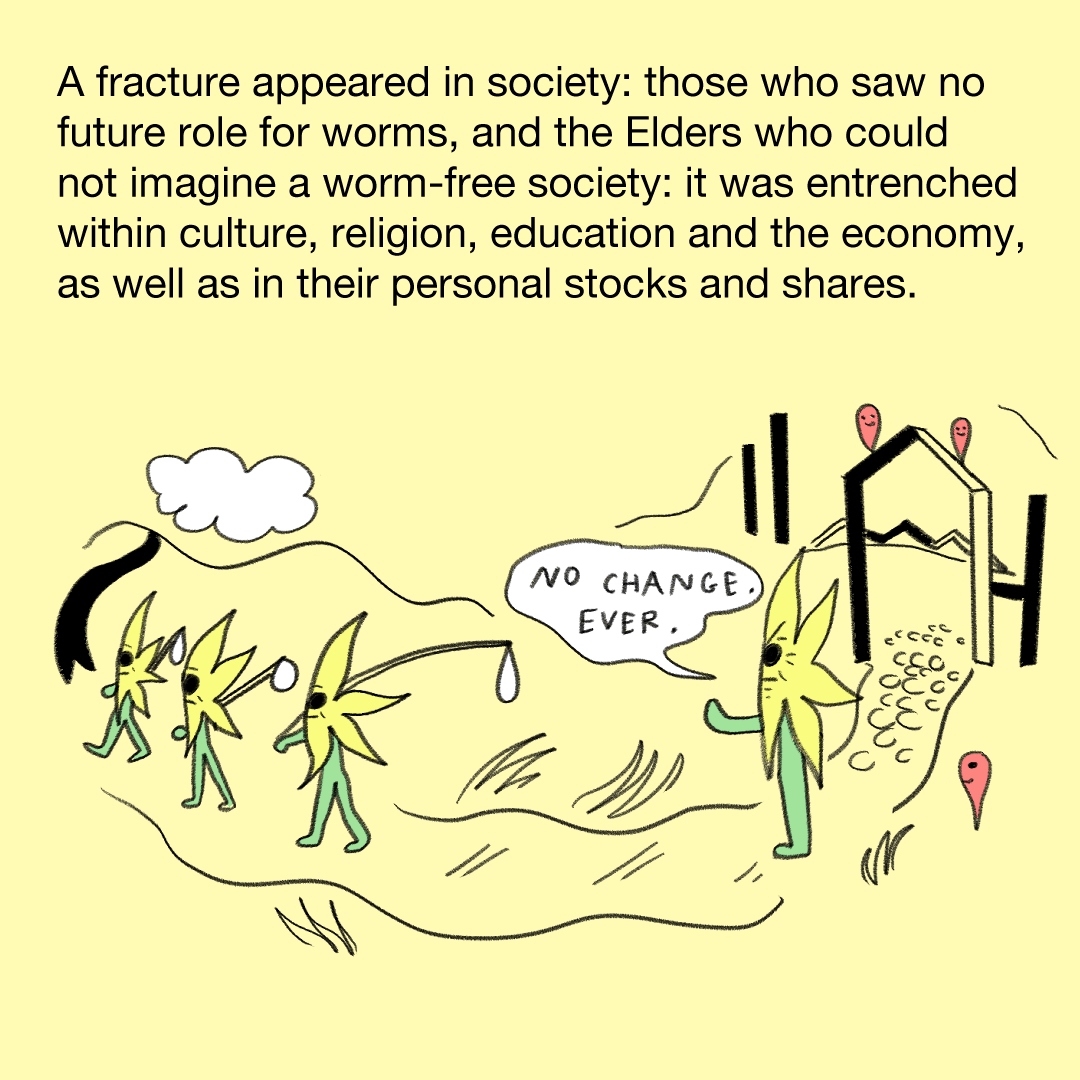 A fracture appeared in society: those who saw no
future role for worms, and the Elders who could
not imagine a worm-free society: it was entrenched
within culture, religion, education and the economy,
as well as in their personal stocks and shares.
NO CHANGE.
EVER.